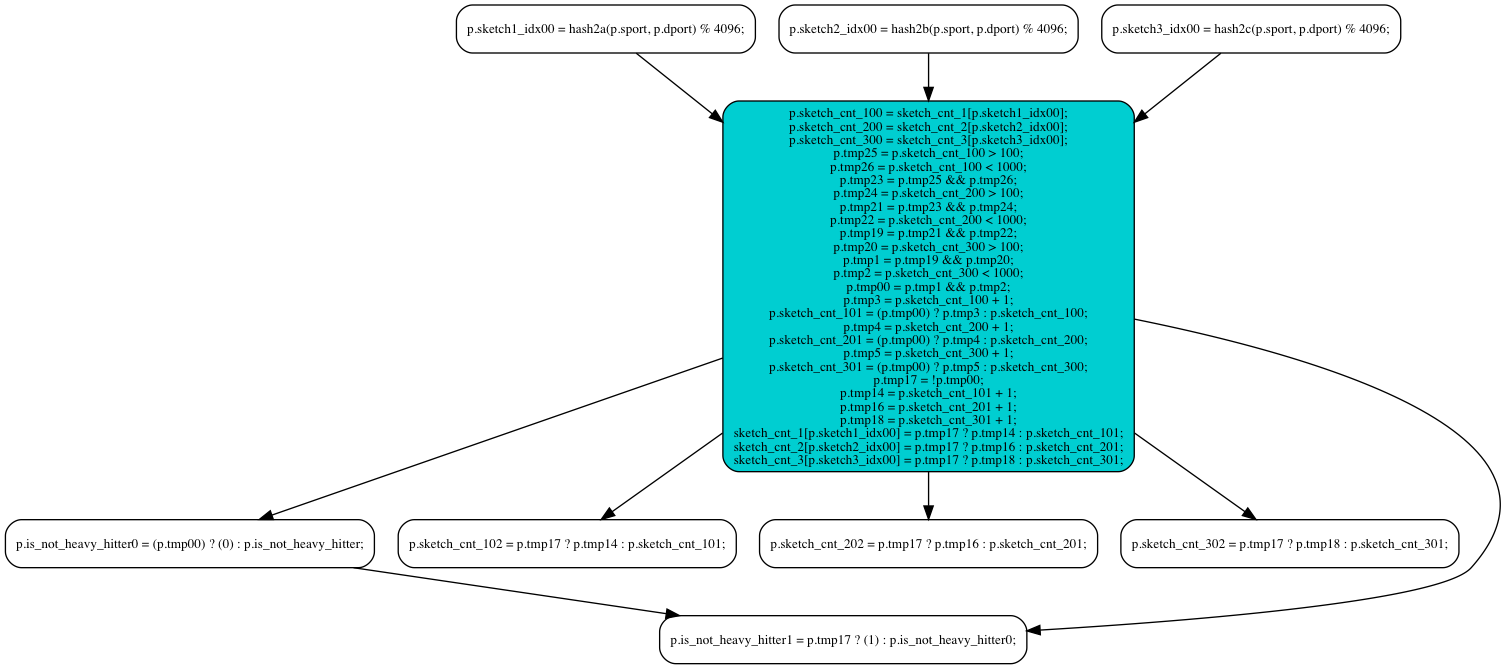 p.sketch1_idx00 = hash2a(p.sport, p.dport) % 4096;
p.sketch2_idx00 = hash2b(p.sport, p.dport) % 4096;
p.sketch3_idx00 = hash2c(p.sport, p.dport) % 4096;
p.sketch_cnt_100 = sketch_cnt_1[p.sketch1_idx00];
p.sketch_cnt_200 = sketch_cnt_2[p.sketch2_idx00];
p.sketch_cnt_300 = sketch_cnt_3[p.sketch3_idx00];
p.tmp25 = p.sketch_cnt_100 > 100;
p.tmp26 = p.sketch_cnt_100 < 1000;
p.tmp23 = p.tmp25 && p.tmp26;
p.tmp24 = p.sketch_cnt_200 > 100;
p.tmp21 = p.tmp23 && p.tmp24;
p.tmp22 = p.sketch_cnt_200 < 1000;
p.tmp19 = p.tmp21 && p.tmp22;
p.tmp20 = p.sketch_cnt_300 > 100;
p.tmp1 = p.tmp19 && p.tmp20;
p.tmp2 = p.sketch_cnt_300 < 1000;
p.tmp00 = p.tmp1 && p.tmp2;
p.tmp3 = p.sketch_cnt_100 + 1;
p.sketch_cnt_101 = (p.tmp00) ? p.tmp3 : p.sketch_cnt_100;
p.tmp4 = p.sketch_cnt_200 + 1;
p.sketch_cnt_201 = (p.tmp00) ? p.tmp4 : p.sketch_cnt_200;
p.tmp5 = p.sketch_cnt_300 + 1;
p.sketch_cnt_301 = (p.tmp00) ? p.tmp5 : p.sketch_cnt_300;
p.tmp17 = !p.tmp00;
p.tmp14 = p.sketch_cnt_101 + 1;
p.tmp16 = p.sketch_cnt_201 + 1;
p.tmp18 = p.sketch_cnt_301 + 1;
sketch_cnt_1[p.sketch1_idx00] = p.tmp17 ? p.tmp14 : p.sketch_cnt_101;
sketch_cnt_2[p.sketch2_idx00] = p.tmp17 ? p.tmp16 : p.sketch_cnt_201;
sketch_cnt_3[p.sketch3_idx00] = p.tmp17 ? p.tmp18 : p.sketch_cnt_301;
p.is_not_heavy_hitter0 = (p.tmp00) ? (0) : p.is_not_heavy_hitter;
p.sketch_cnt_102 = p.tmp17 ? p.tmp14 : p.sketch_cnt_101;
p.sketch_cnt_202 = p.tmp17 ? p.tmp16 : p.sketch_cnt_201;
p.sketch_cnt_302 = p.tmp17 ? p.tmp18 : p.sketch_cnt_301;
p.is_not_heavy_hitter1 = p.tmp17 ? (1) : p.is_not_heavy_hitter0;